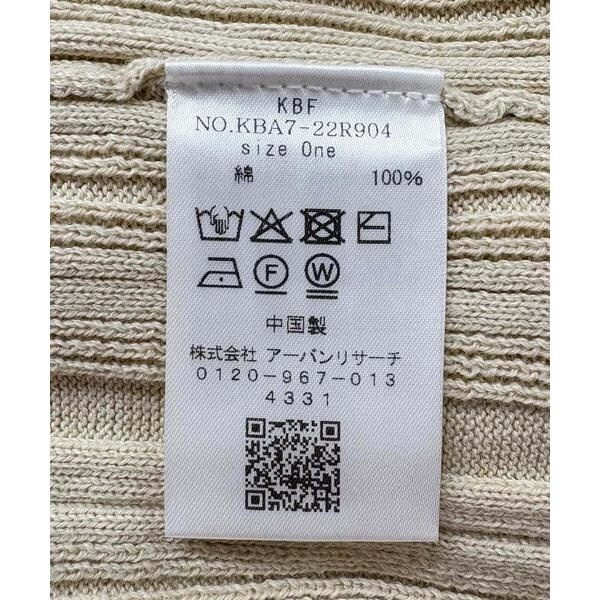 KBF
NO.KBA7-22R904
size One
綿 100%
F W
中国製
株式会社 アーバンリサーチ
0120-967-013
4331